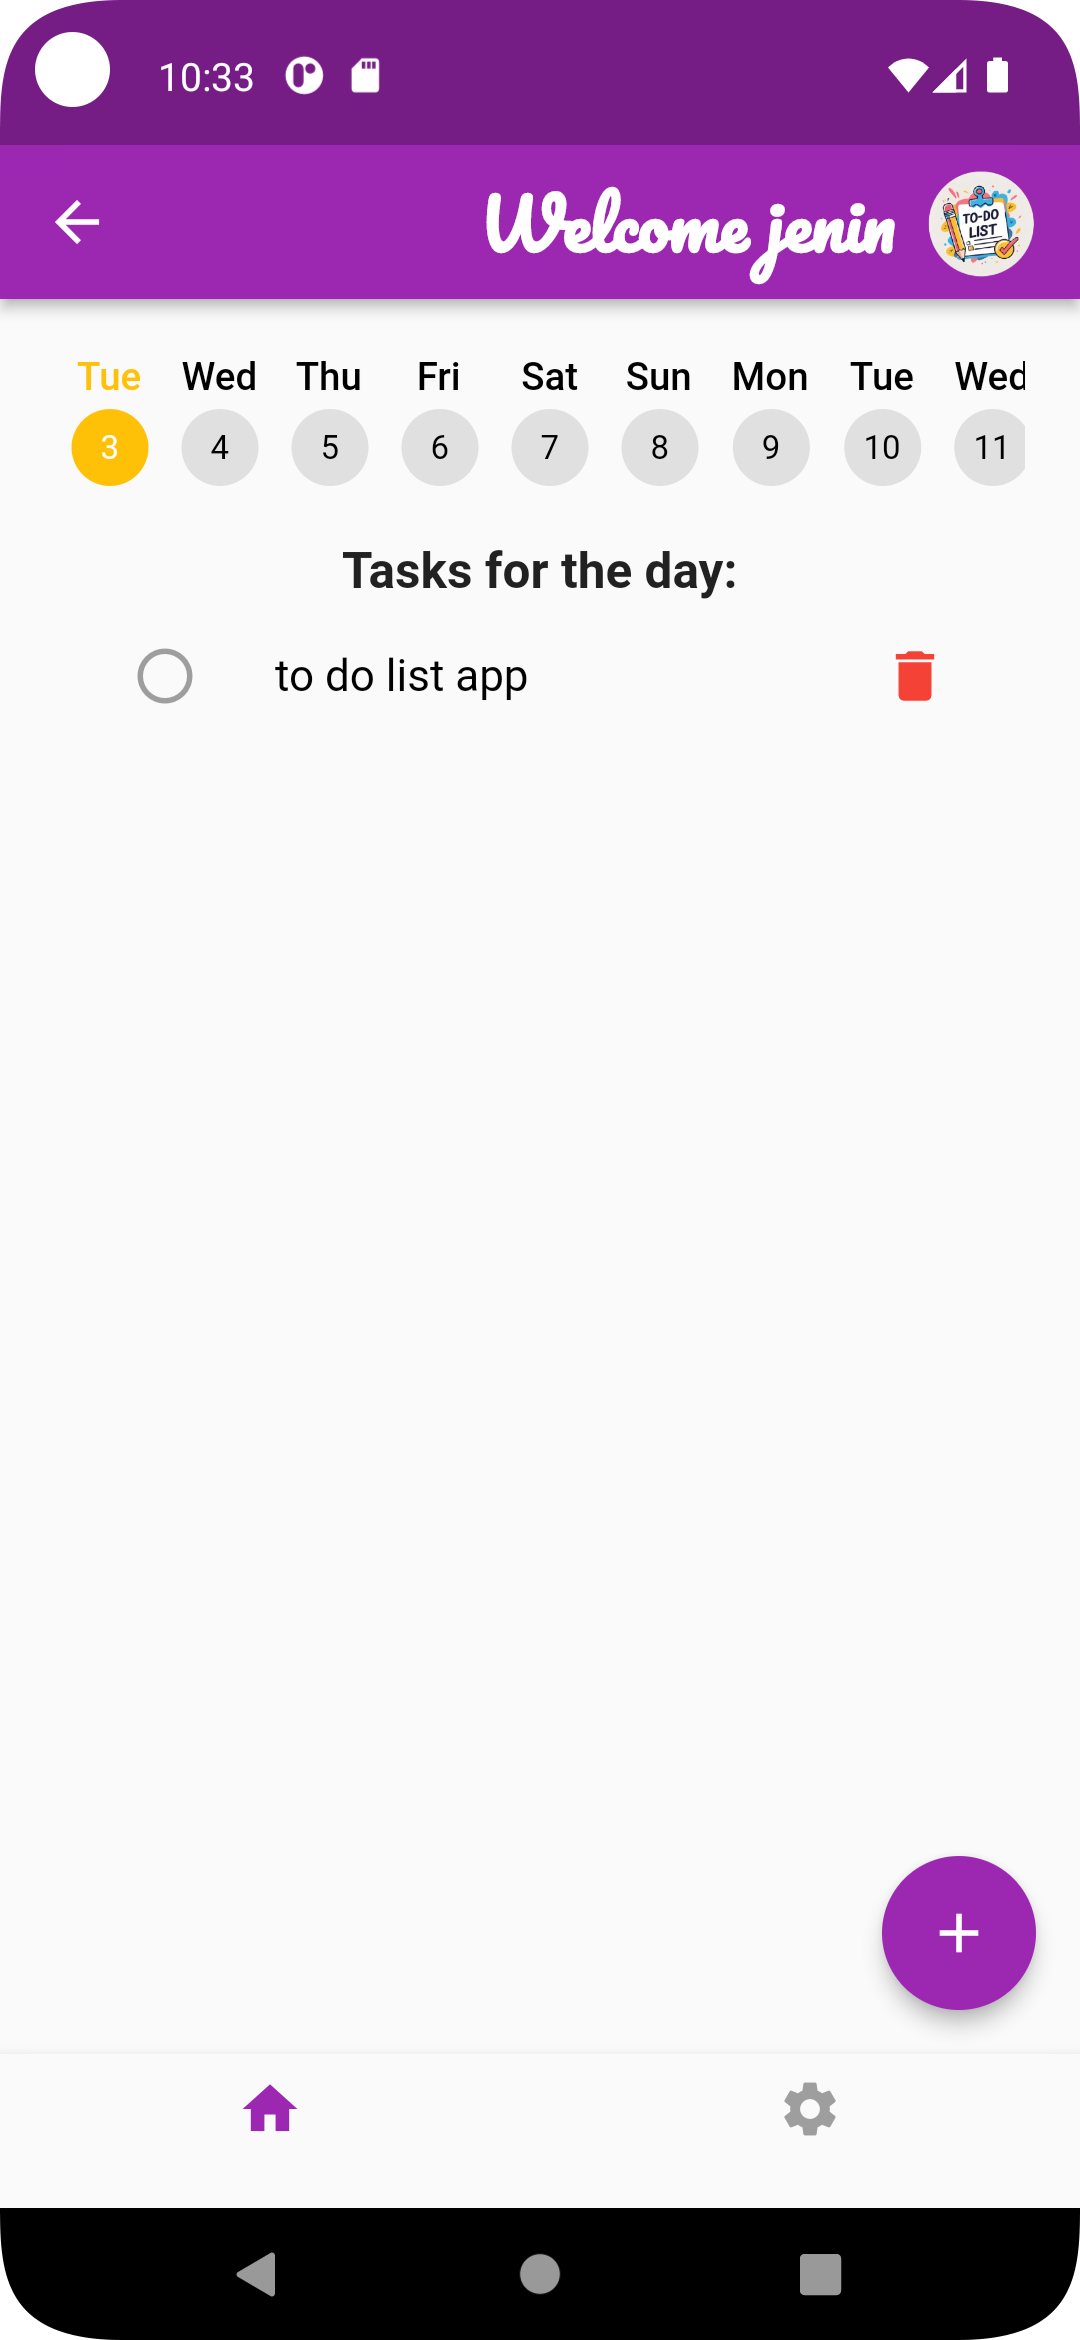 10:33
Welcome jenin
TO-DO
LIST
Tue Wed Thu Fri Sat Sun Mon Tue Wed
3 4 5 6 7 8 9 10 11
Tasks for the day:
to do list app